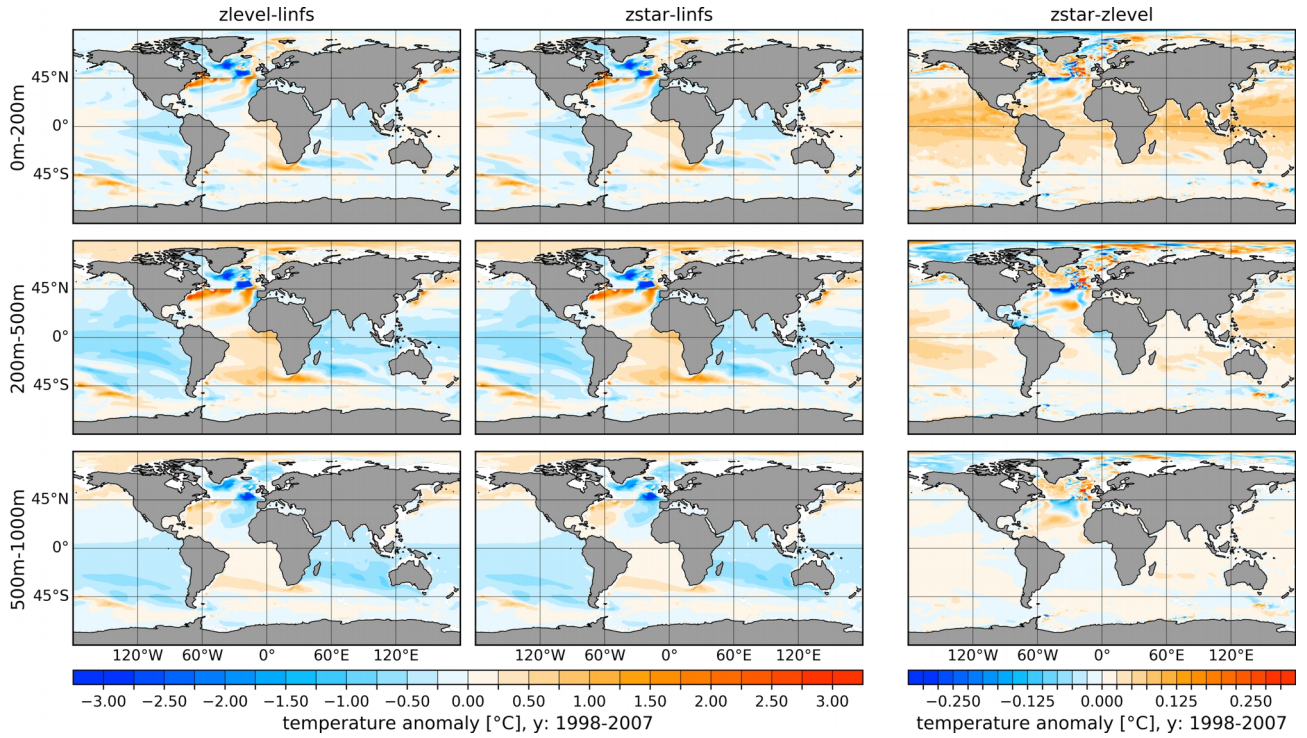 zlevel-linfs zstar-linfs zstar-zlevel
0m-200m
45°N
0°
45°S
200m-500m
45°N
0°
45°S
500m-1000m
45°N
0°
45°S
120°W 60°W 0° 60°E 120°E 120°W 60°W 0° 60°E 120°E 120°W 60°W 0° 60°E 120°E
−3.00 −2.50 −2.00 −1.50 −1.00 −0.50 0.00 0.50 1.00 1.50 2.00 2.50 3.00 −0.250 −0.125 0.000 0.125 0.250
temperature anomaly [°C], y: 1998-2007 temperature anomaly [°C], y: 1998-2007